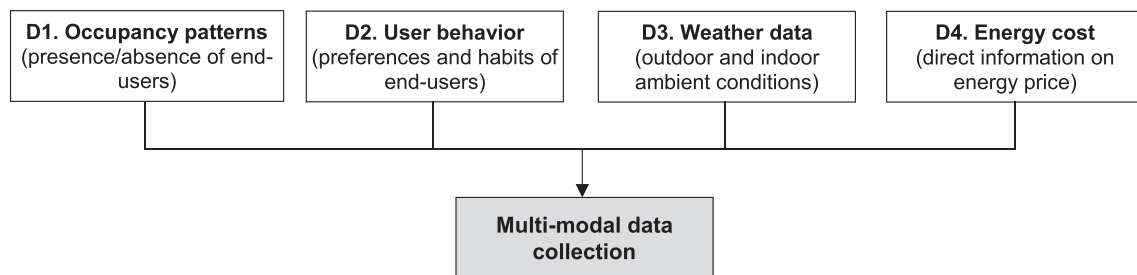 D1. Occupancy patterns
(presence/absence of end-
users)
D2. User behavior
(preferences and habits of
end-users)
D3. Weather data
(outdoor and indoor
ambient conditions)
D4. Energy cost
(direct information on
energy price)
Multi-modal data
collection